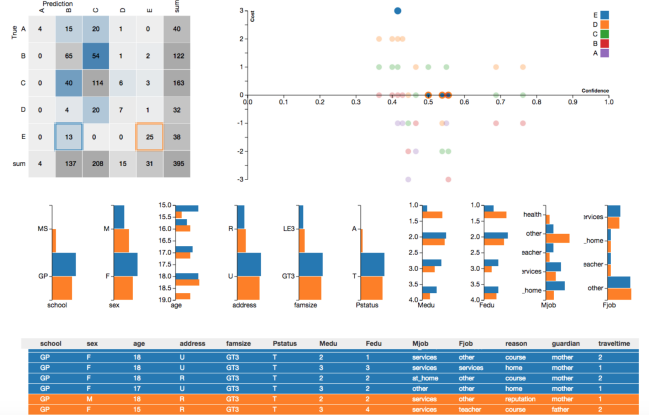 Prediction
A B C D E sum
True
A 4 15 20 1 0 40
B 0 65 54 1 2 122
C 0 40 114 6 3 163
D 0 4 20 7 1 32
E 0 13 0 0 25 38
sum 4 137 208 15 31 395
Cost
3
2
1
0
-1
-2
-3
0.0 0.1 0.2 0.3 0.4 0.5 0.6 0.7 0.8 0.9 1.0
Confidence
E
D
C
B
A
MS
GP
school
M
F
sex
15.0
15.5
16.0
16.5
17.0
17.5
18.0
18.5
19.0
age
R
U
address
LE3
GT3
famsize
A
T
Pstatus
1.0
1.5
2.0
2.5
3.0
3.5
4.0
Medu
1.0
1.5
2.0
2.5
3.0
3.5
4.0
Fedu
health
other
eacher
ervices
_home
Mjob
ervices
_home
eacher
other
Fjob
school sex age address famsize Pstatus Medu Fedu Mjob Fjob reason guardian traveltime
GP F 18 U GT3 T 2 1 services other course mother 2
GP F 18 U GT3 T 3 3 services services home mother 1
GP F 18 R GT3 T 2 2 at_home other course mother 2
GP F 17 U GT3 T 3 2 other other home mother 1
GP M 18 R GT3 T 2 2 services other reputation mother 1
GP F 15 R GT3 T 3 4 services teacher course father 2